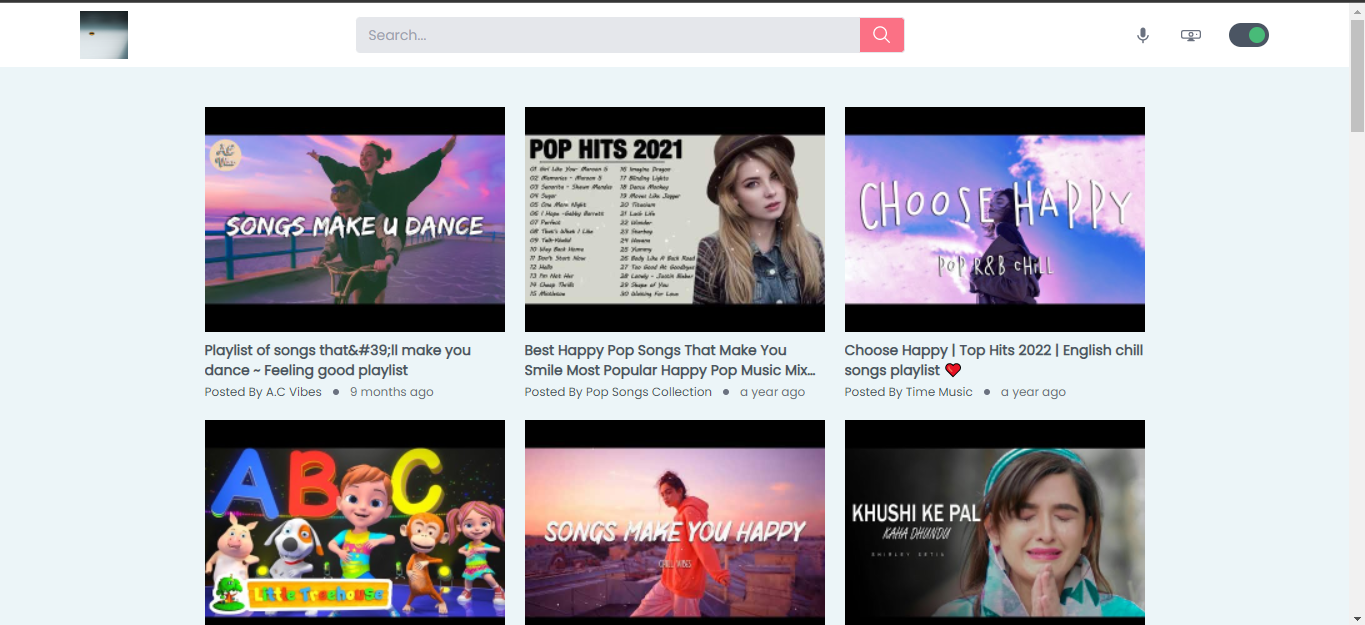 Search...
A.C
Vibes
SONGS MAKE U DANCE
POP HITS 2021
01 Girl Like You- Maroon 5
02 Memories - Maroon 5
03 Senorita - Shawn Mendes
04 Sugar
05 One More Night
06 I Hope -Gabby Barrett
07 Perfect
08 That's What I Like
09 Talk-Khalid
10 Way Back Home
11 Don't Start Now
12 Hello
13 I'm Not Her
14 Cheap Thrills
15 Mistletoe
16 Imagine Dragon
17 Blinding Lights
18 Dance Monkey
19 Moves Like Jagger
20 Titanium
21 Lush Life
22 Wonder
23 Starboy
24 Havana
25 Yummy
26 Body Like A Back Road
27 Too Good At Goodbyes
28 Lonely - Justin Bieber
29 Shape of You
30 Waiting For Love
CHOOSE HAPPY
POP R&B CHILL
Playlist of songs that&#39;ll make you
dance ~ Feeling good playlist
Posted By A.C Vibes • 9 months ago
Best Happy Pop Songs That Make You
Smile Most Popular Happy Pop Music Mix...
Posted By Pop Songs Collection • a year ago
Choose Happy | Top Hits 2022 | English chill
songs playlist ❤️
Posted By Time Music • a year ago
ABC
Little Treehouse
SONGS MAKE YOU HAPPY
CHILL VIBES
KHUSHI KE PAL
KAHA DHUNDU
SHIRLEY SETIA